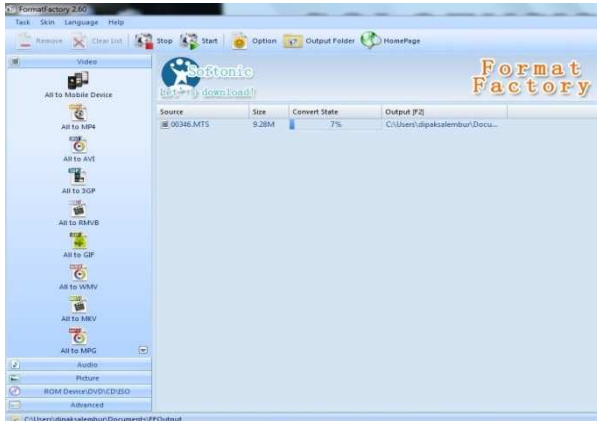 FormatFactory 2.60
Task Skin Language Help
Remove Clear List Stop Start Option Output Folder HomePage
Video
All to Mobile Device
All to MP4
All to AVI
All to 3GP
All to RMVB
All to GIF
All to WMV
All to MKV
All to MPG
Audio
Picture
ROM Device\DVD\CD\ISO
Advanced
Softonic
Let's download!
Format
Factory
Source Size Convert State Output [F2]
00346.MTS 9.28M 7% C:\Users\dipaksalembur\Docu...
C:\Users\dipaksalembur\Documents\FFOutput